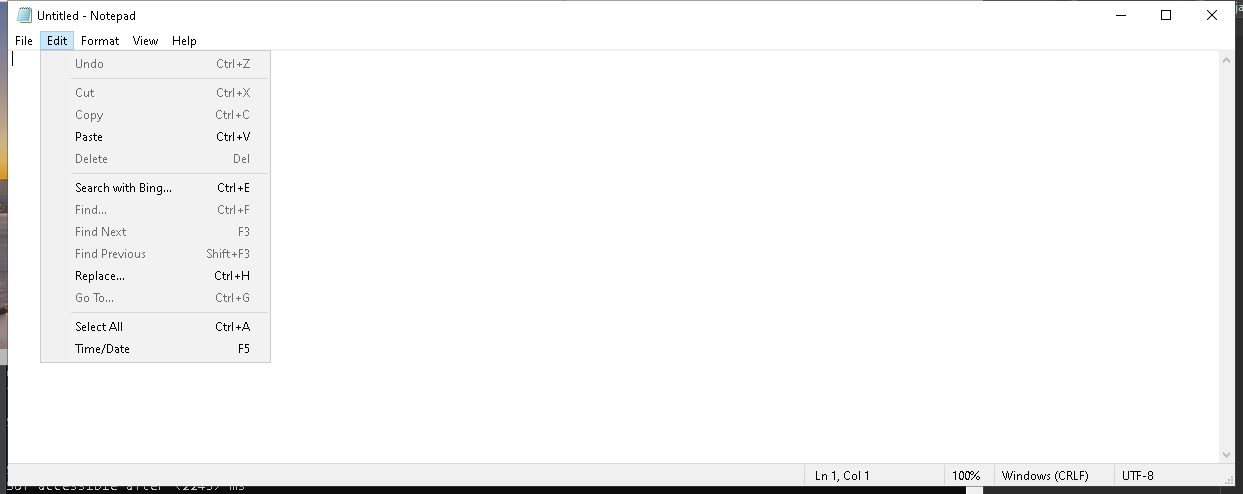 Untitled - Notepad
File Edit Format View Help
Undo Ctrl+Z
Cut Ctrl+X
Copy Ctrl+C
Paste Ctrl+V
Delete Del
Search with Bing... Ctrl+E
Find... Ctrl+F
Find Next F3
Find Previous Shift+F3
Replace... Ctrl+H
Go To... Ctrl+G
Select All Ctrl+A
Time/Date F5
Ln 1, Col 1 100% Windows (CRLF) UTF-8
accessible after ms